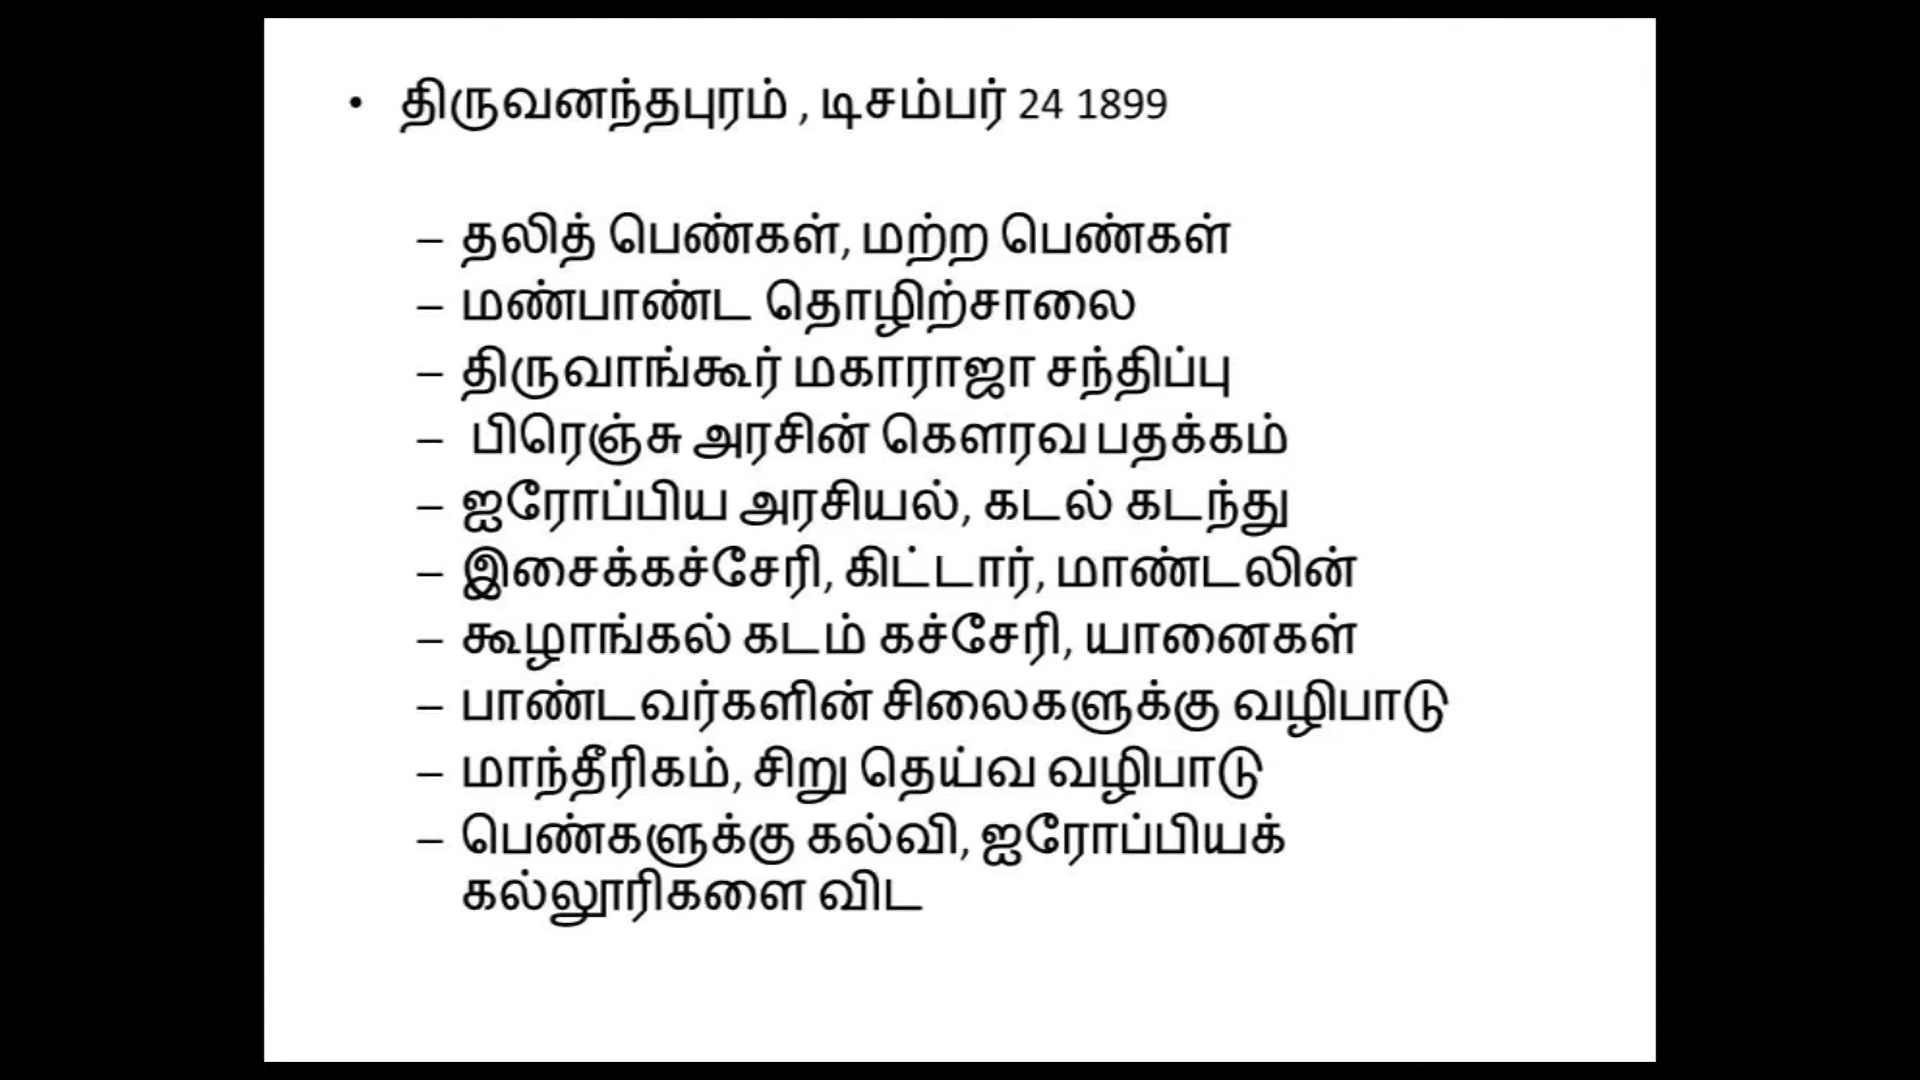 • திருவனந்தபுரம் , டிசம்பர் 24 1899
– தலித் பெண்கள், மற்ற பெண்கள்
– மண்பாண்ட தொழிற்சாலை
– திருவாங்கூர் மகாராஜா சந்திப்பு
– பிரெஞ்சு அரசின் கௌரவ பதக்கம்
– ஐரோப்பிய அரசியல், கடல் கடந்து
– இசைக்கச்சேரி, கிட்டார், மாண்டலின்
– கூழாங்கல் கடம் கச்சேரி, யானைகள்
– பாண்டவர்களின் சிலைகளுக்கு வழிபாடு
– மாந்தீரிகம், சிறு தெய்வ வழிபாடு
– பெண்களுக்கு கல்வி, ஐரோப்பியக்
கல்லூரிகளை விட